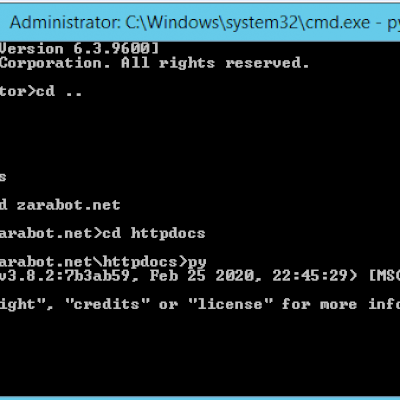 Administrator: C:\Windows\system32\cmd.exe - py
Version 6.3.9600]
Corporation. All rights reserved.
tor>cd ..
s
d zarabot.net
arabot.net>cd httpdocs
arabot.net\httpdocs>py
v3.8.2:7b3ab59, Feb 25 2020, 22:45:29) [MSC
ight", "credits" or "license" for more info